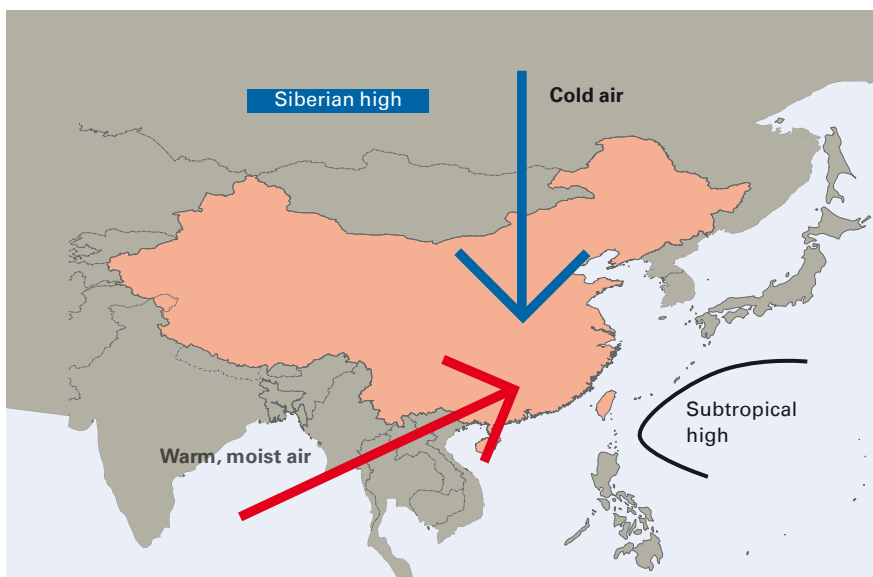 Siberian high
Cold air
Subtropical
high
Warm, moist air